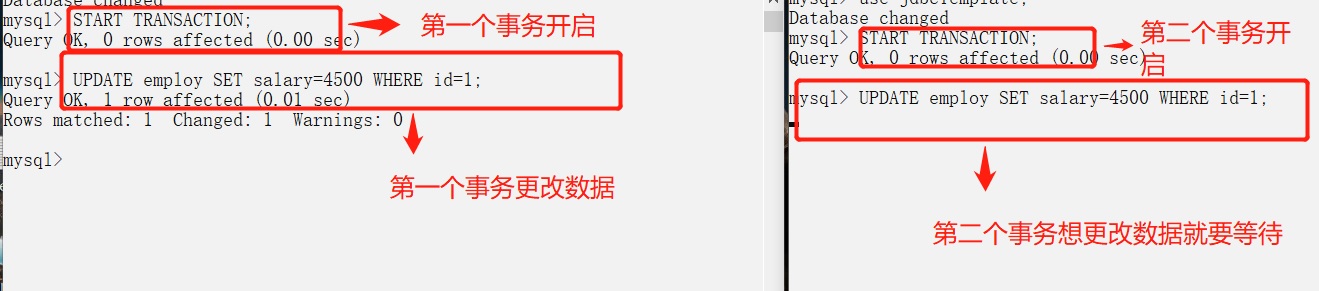 Database changed
mysql> START TRANSACTION;
Query OK, 0 rows affected (0.00 sec)
第一个事务开启
mysql> UPDATE employ SET salary=4500 WHERE id=1;
Query OK, 1 row affected (0.01 sec)
Rows matched: 1 Changed: 1 Warnings: 0
mysql>
第一个事务更改数据
mysql> use jdbcTemplate;
Database changed
mysql> START TRANSACTION;
Query OK, 0 rows affected (0.00 sec)
第二个事务开
启
mysql> UPDATE employ SET salary=4500 WHERE id=1;
第二个事务想更改数据就要等待